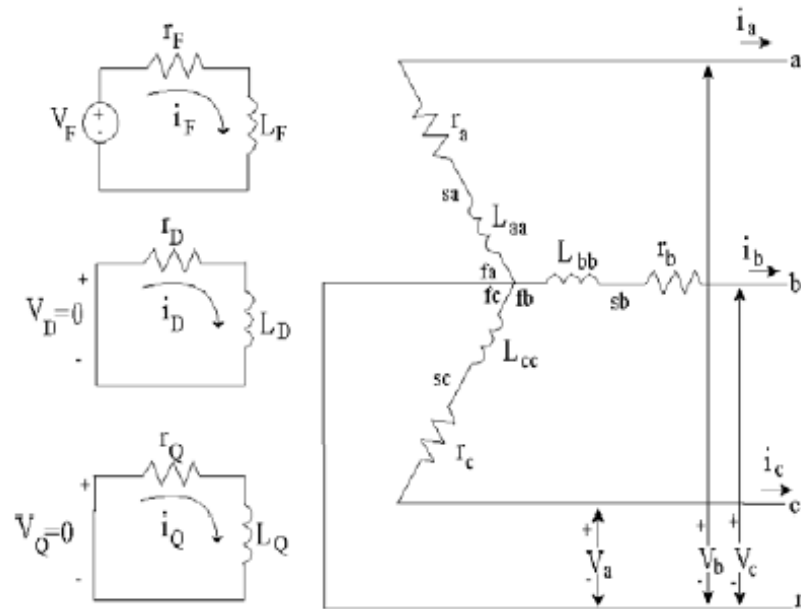 r_F
V_F
+
-
i_F
L_F
r_D
+
V_D=0
-
i_D
L_D
r_Q
+
V_Q=0
-
i_Q
L_Q
i_a
a
r_a
sa
L_aa
fa
fc
fb
L_bb
sb
r_b
i_b
b
L_cc
sc
r_c
i_c
c
+
V_a
-
+
V_b
-
+
V_c
-